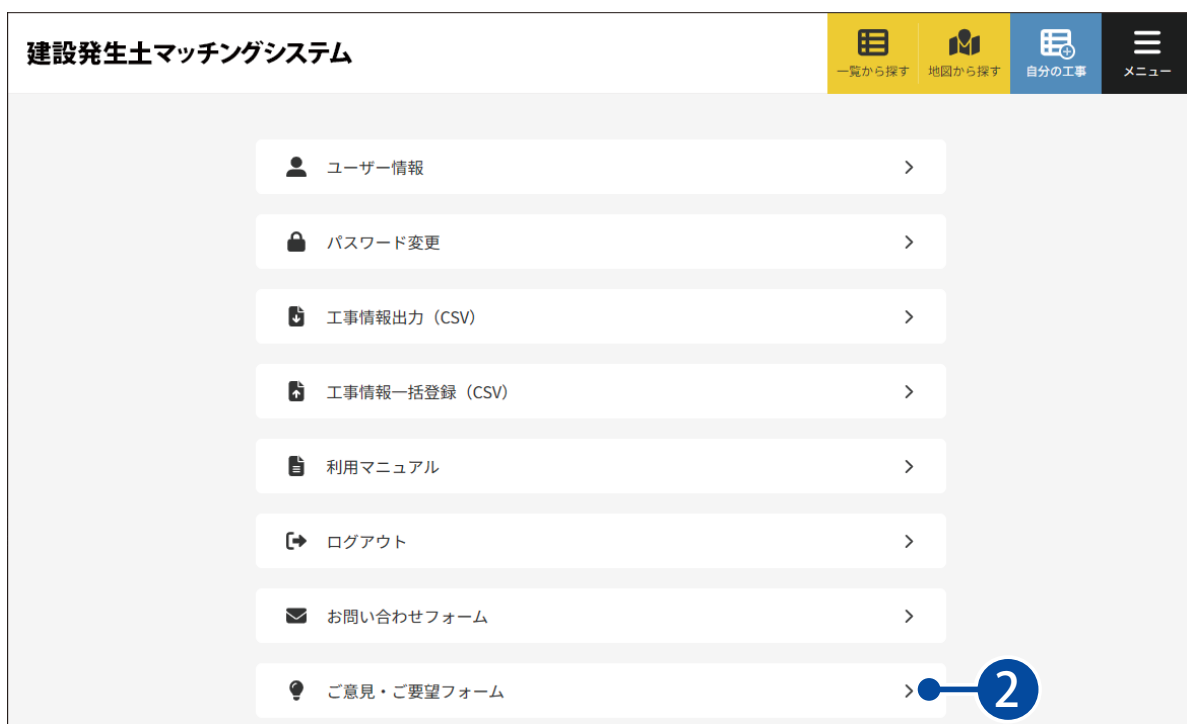 建設発生土マッチングシステム
一覧から探す
地図から探す
自分の工事
メニュー
ユーザー情報
パスワード変更
工事情報出力（CSV）
工事情報一括登録（CSV）
利用マニュアル
ログアウト
お問い合わせフォーム
ご意見・ご要望フォーム
2